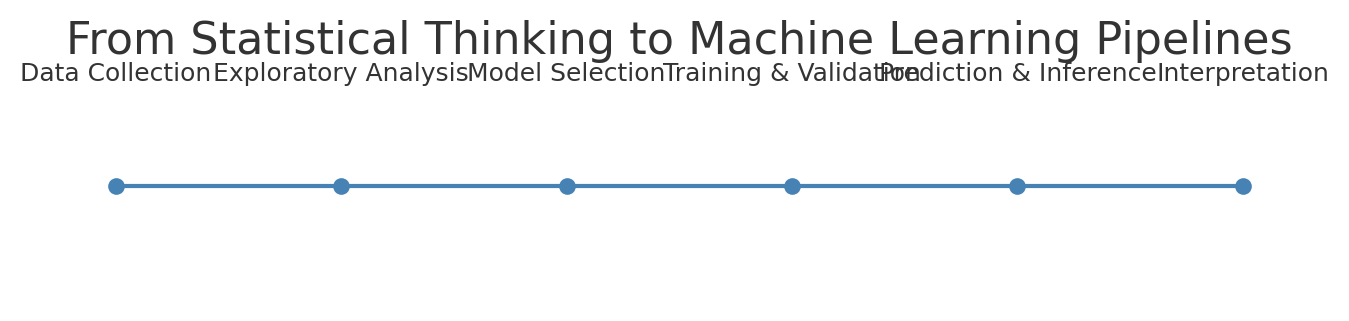 From Statistical Thinking to Machine Learning Pipelines
Data Collection Exploratory Analysis Model Selection Training & Validation Prediction & Inference Interpretation